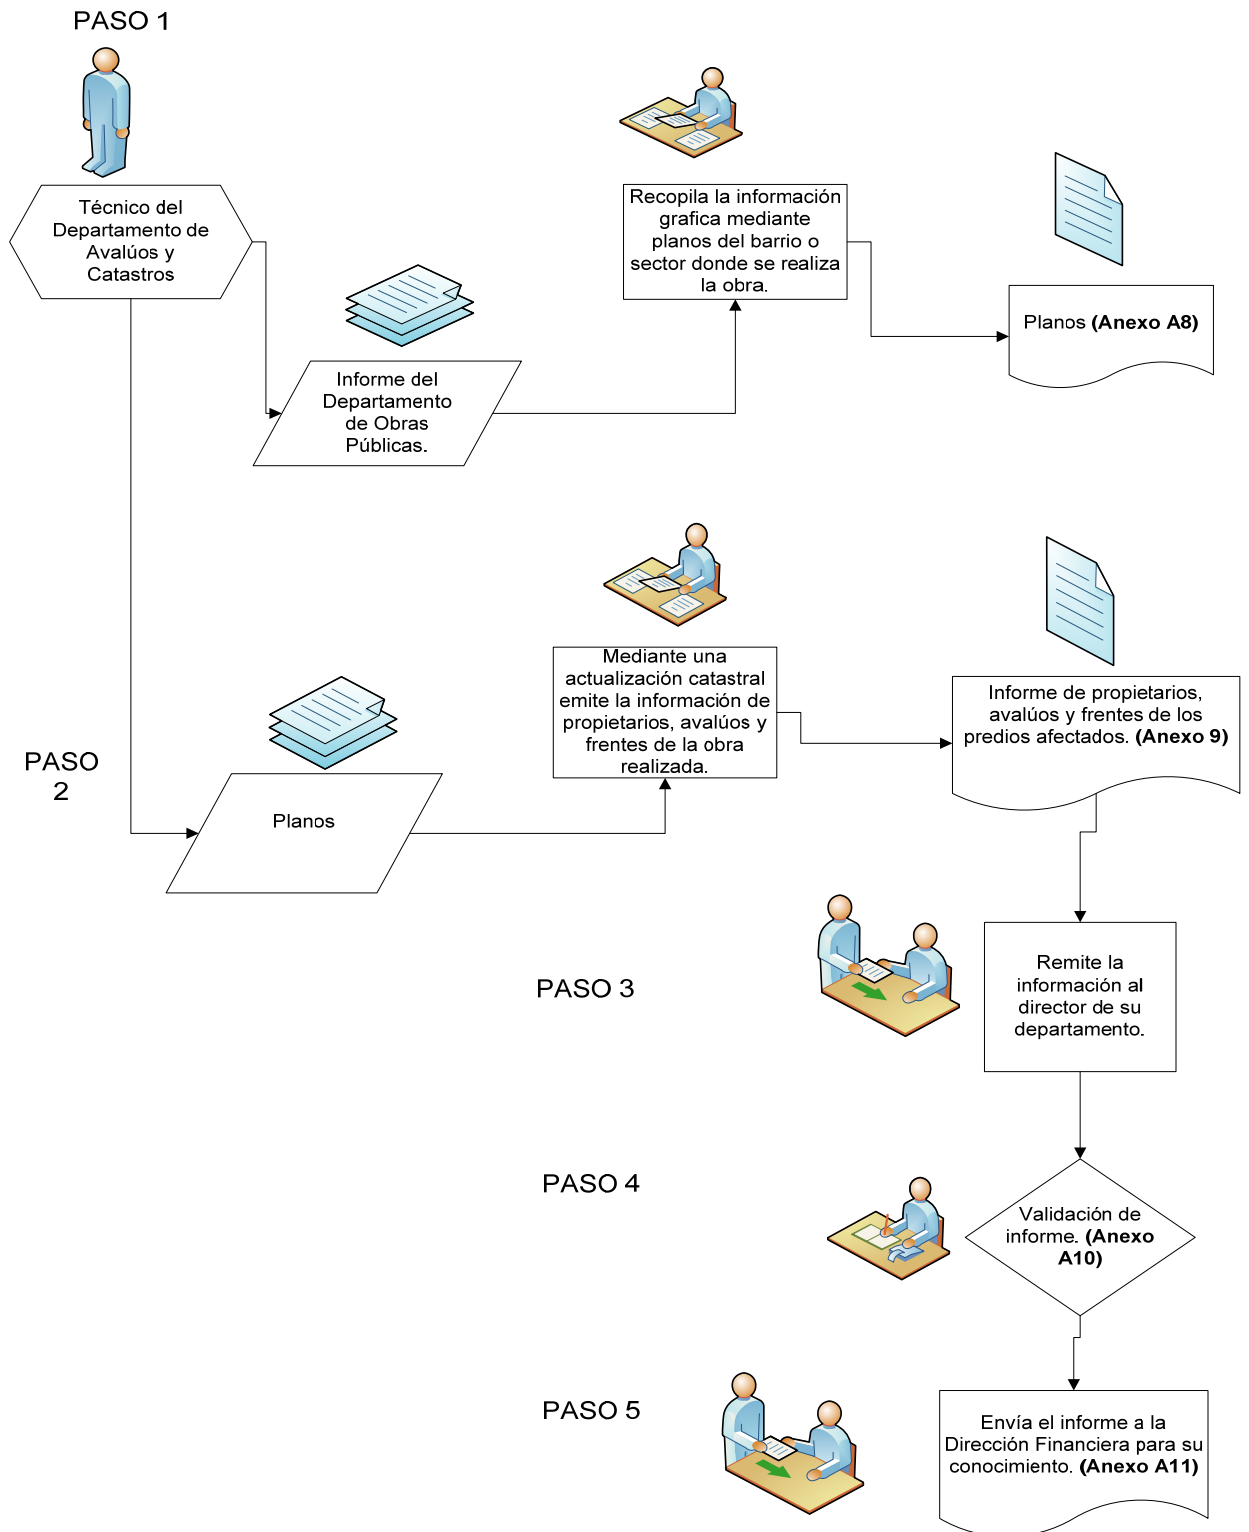 PASO 1
Técnico del
Departamento de
Avalúos y
Catastros
Informe del
Departamento
de Obras
Públicas.
Recopila la información
grafica mediante
planos del barrio o
sector donde se realiza
la obra.
Planos (Anexo A8)
PASO
2
Planos
Mediante una
actualización catastral
emite la información de
propietarios, avalúos y
frentes de la obra
realizada.
Informe de propietarios,
avalúos y frentes de los
predios afectados. (Anexo 9)
PASO 3
Remite la
información al
director de su
departamento.
PASO 4
Validación de
informe. (Anexo
A10)
PASO 5
Envía el informe a la
Dirección Financiera para su
conocimiento. (Anexo A11)